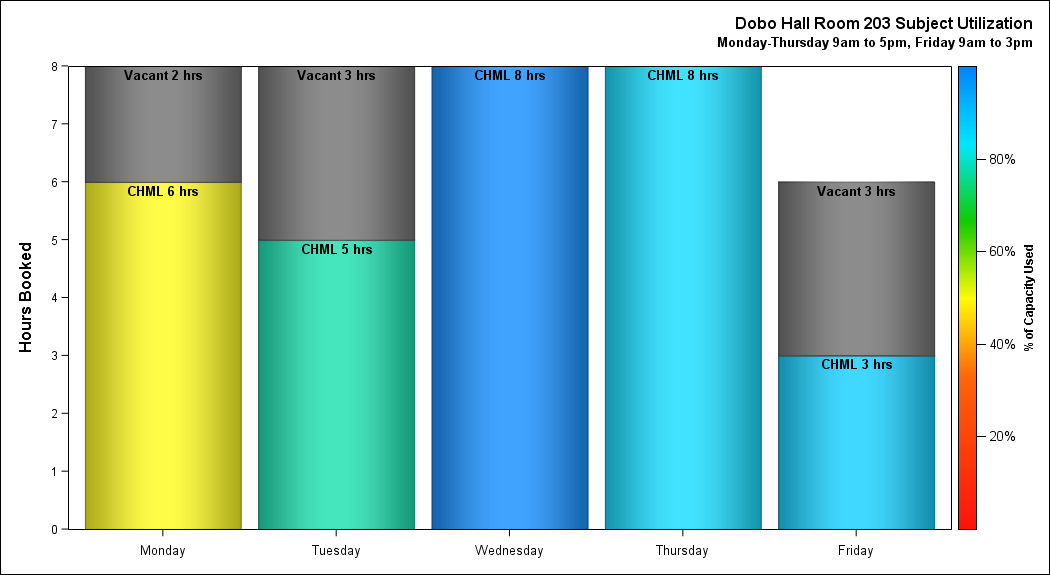 Dobo Hall Room 203 Subject Utilization
Monday-Thursday 9am to 5pm, Friday 9am to 3pm
8
7
6
5
4
3
2
1
0
Hours Booked
Vacant 2 hrs
CHML 6 hrs
Vacant 3 hrs
CHML 5 hrs
CHML 8 hrs
CHML 8 hrs
Vacant 3 hrs
CHML 3 hrs
Monday
Tuesday
Wednesday
Thursday
Friday
80%
60%
40%
20%
% of Capacity Used